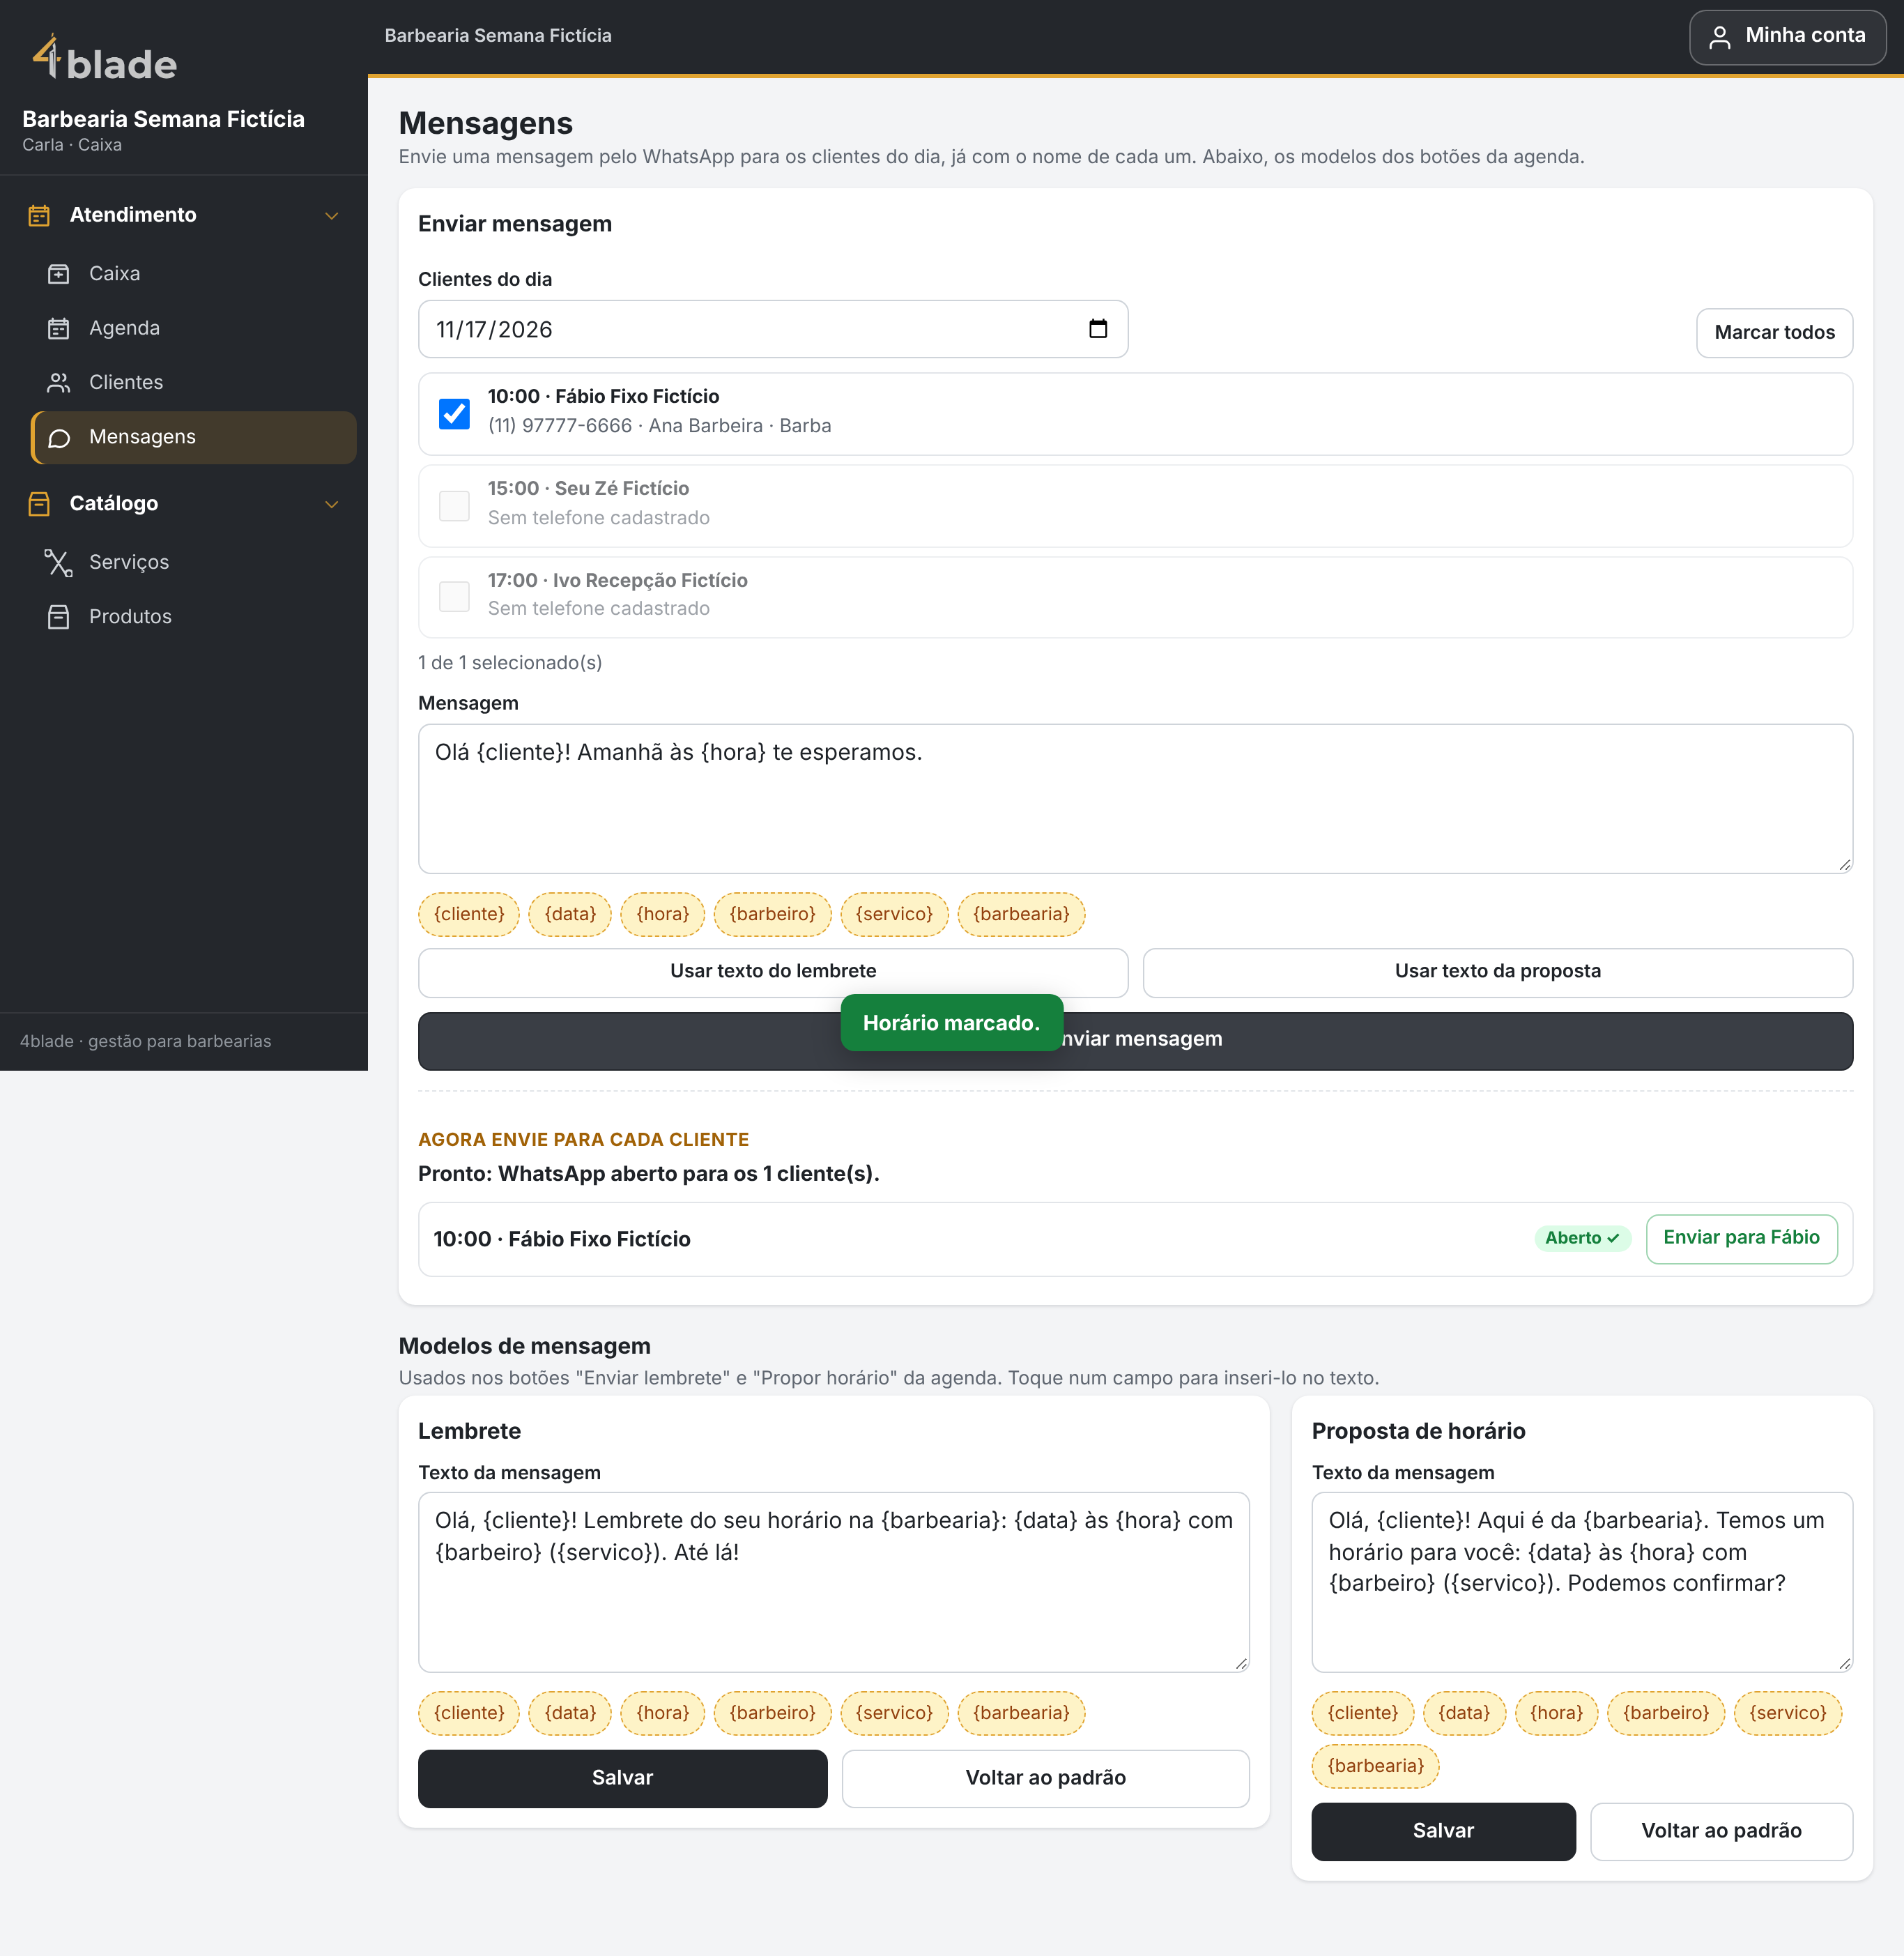 4blade
Barbearia Semana Fictícia
Carla · Caixa
Atendimento
Caixa
Agenda
Clientes
Mensagens
Catálogo
Serviços
Produtos
4blade · gestão para barbearias
Barbearia Semana Fictícia
Minha conta
Mensagens
Envie uma mensagem pelo WhatsApp para os clientes do dia, já com o nome de cada um. Abaixo, os modelos dos botões da agenda.
Enviar mensagem
Clientes do dia
11/17/2026
Marcar todos
10:00 · Fábio Fixo Fictício
(11) 97777-6666 · Ana Barbeira · Barba
15:00 · Seu Zé Fictício
Sem telefone cadastrado
17:00 · Ivo Recepção Fictício
Sem telefone cadastrado
1 de 1 selecionado(s)
Mensagem
Olá {cliente}! Amanhã às {hora} te esperamos.
{cliente} {data} {hora} {barbeiro} {servico} {barbearia}
Usar texto do lembrete
Usar texto da proposta
Horário marcado.
nviar mensagem
AGORA ENVIE PARA CADA CLIENTE
Pronto: WhatsApp aberto para os 1 cliente(s).
10:00 · Fábio Fixo Fictício
Aberto ✓
Enviar para Fábio
Modelos de mensagem
Usados nos botões "Enviar lembrete" e "Propor horário" da agenda. Toque num campo para inseri-lo no texto.
Lembrete
Texto da mensagem
Olá, {cliente}! Lembrete do seu horário na {barbearia}: {data} às {hora} com
{barbeiro} ({servico}). Até lá!
{cliente} {data} {hora} {barbeiro} {servico} {barbearia}
Salvar
Voltar ao padrão
Proposta de horário
Texto da mensagem
Olá, {cliente}! Aqui é da {barbearia}. Temos um
horário para você: {data} às {hora} com
{barbeiro} ({servico}). Podemos confirmar?
{cliente} {data} {hora} {barbeiro} {servico}
{barbearia}
Salvar
Voltar ao padrão